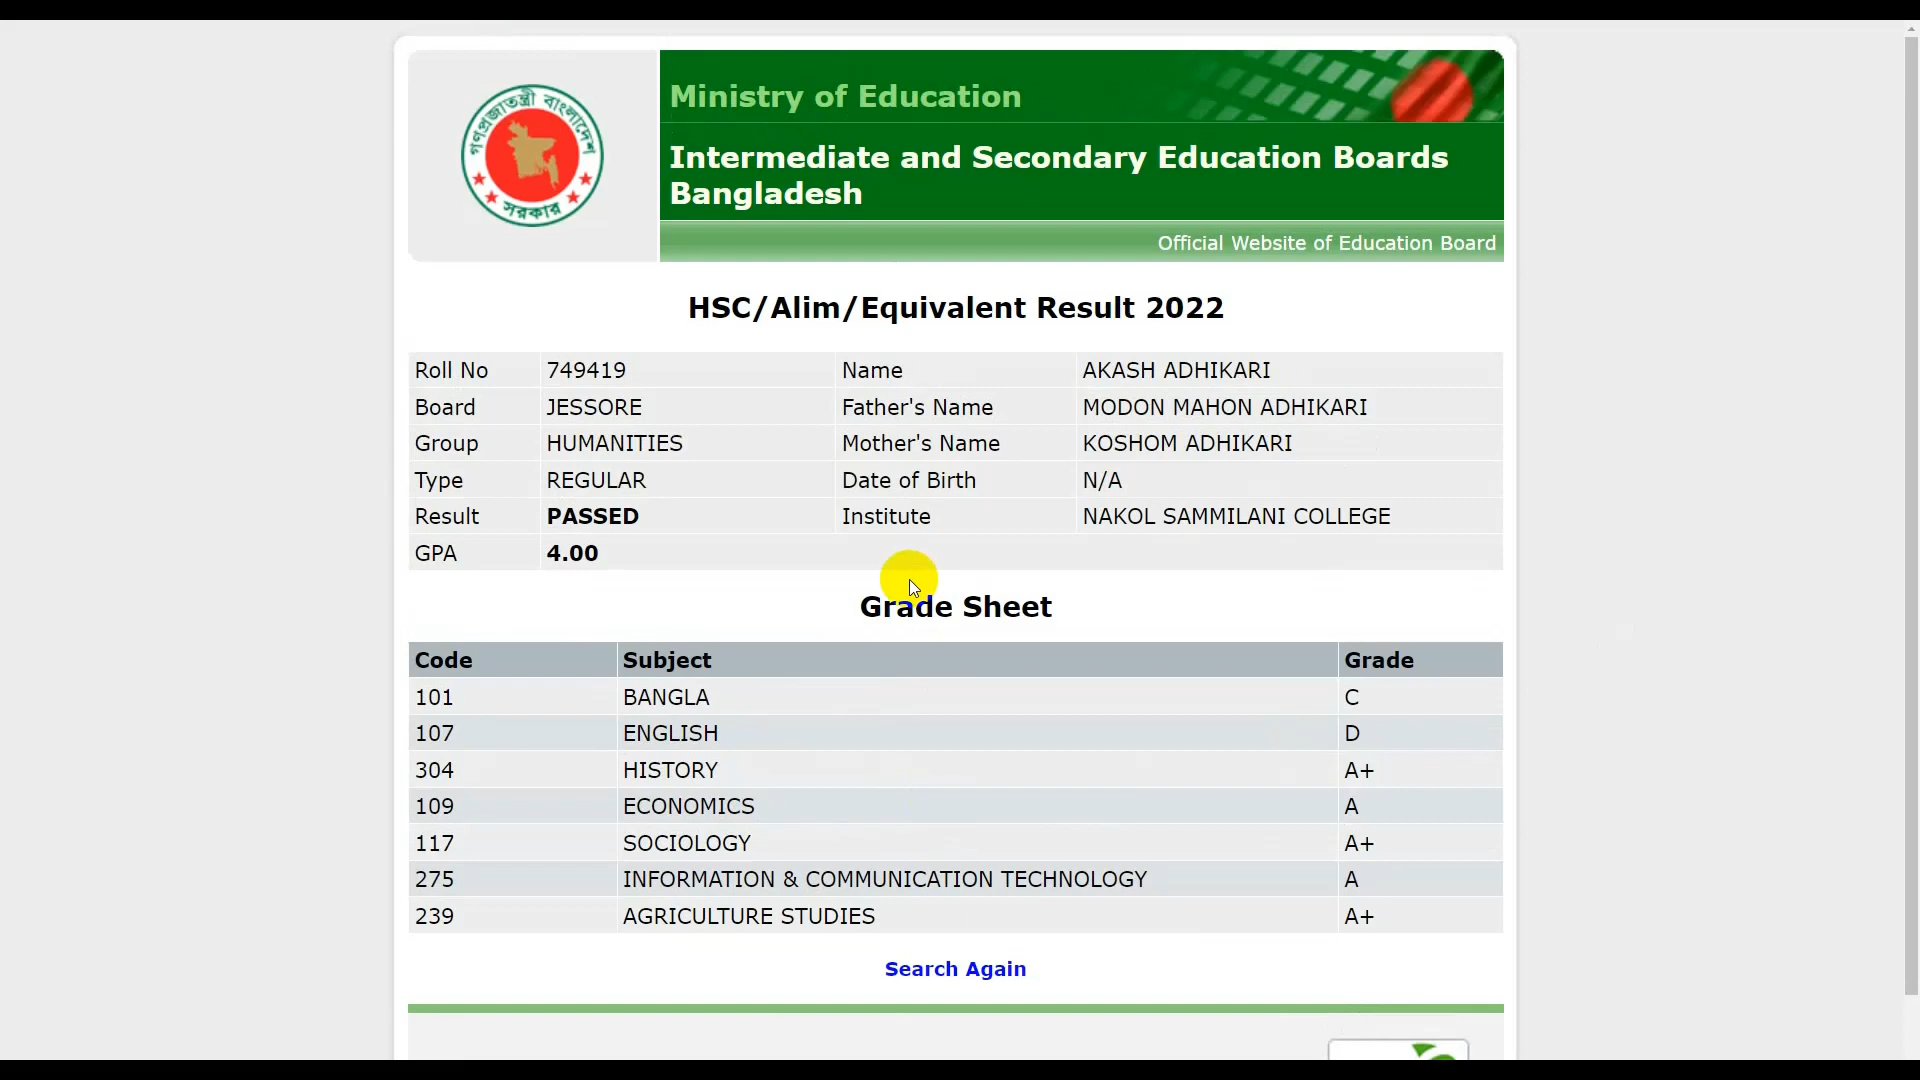 গণপ্রজাতন্ত্রী বাংলাদেশ
সরকার
Ministry of Education
Intermediate and Secondary Education Boards
Bangladesh
Official Website of Education Board
HSC/Alim/Equivalent Result 2022
Roll No 749419 Name AKASH ADHIKARI
Board JESSORE Father's Name MODON MAHON ADHIKARI
Group HUMANITIES Mother's Name KOSHOM ADHIKARI
Type REGULAR Date of Birth N/A
Result PASSED Institute NAKOL SAMMILANI COLLEGE
GPA 4.00
Grade Sheet
Code Subject Grade
101 BANGLA C
107 ENGLISH D
304 HISTORY A+
109 ECONOMICS A
117 SOCIOLOGY A+
275 INFORMATION & COMMUNICATION TECHNOLOGY A
239 AGRICULTURE STUDIES A+
Search Again